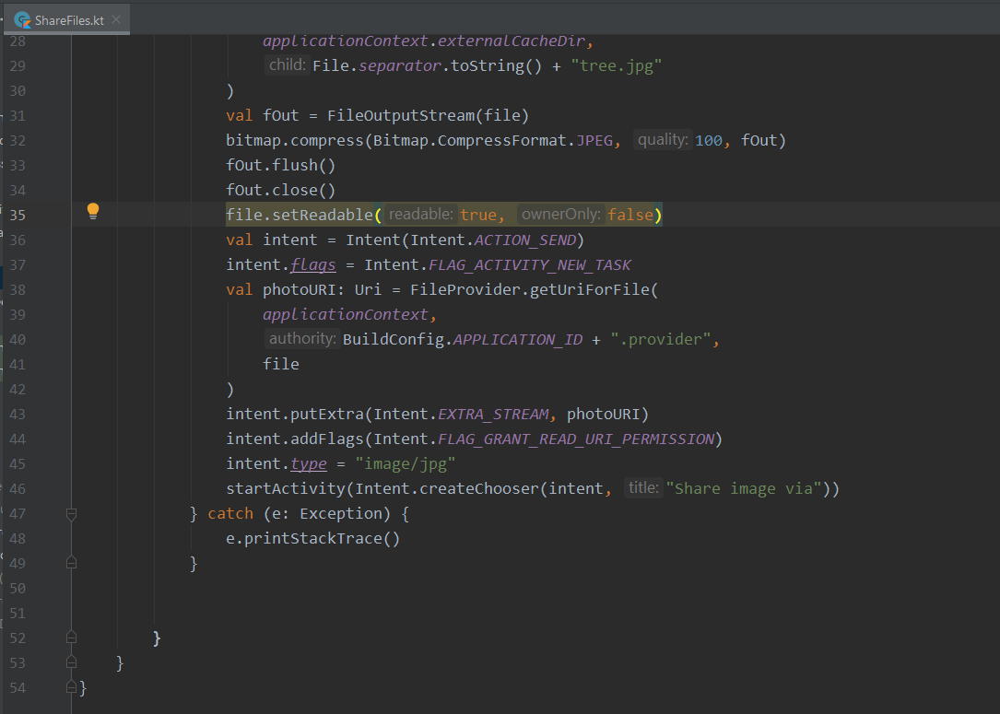 ShareFiles.kt
28 applicationContext.externalCacheDir,
29 child: File.separator.toString() + "tree.jpg"
30 )
31 val fOut = FileOutputStream(file)
32 bitmap.compress(Bitmap.CompressFormat.JPEG, quality: 100, fOut)
33 fOut.flush()
34 fOut.close()
35 file.setReadable( readable: true, ownerOnly: false)
36 val intent = Intent(Intent.ACTION_SEND)
37 intent.flags = Intent.FLAG_ACTIVITY_NEW_TASK
38 val photoURI: Uri = FileProvider.getUriForFile(
39 applicationContext,
40 authority: BuildConfig.APPLICATION_ID + ".provider",
41 file
42 )
43 intent.putExtra(Intent.EXTRA_STREAM, photoURI)
44 intent.addFlags(Intent.FLAG_GRANT_READ_URI_PERMISSION)
45 intent.type = "image/jpg"
46 startActivity(Intent.createChooser(intent, title: "Share image via"))
47 } catch (e: Exception) {
48 e.printStackTrace()
49 }
50
51
52 }
53 }
54 }